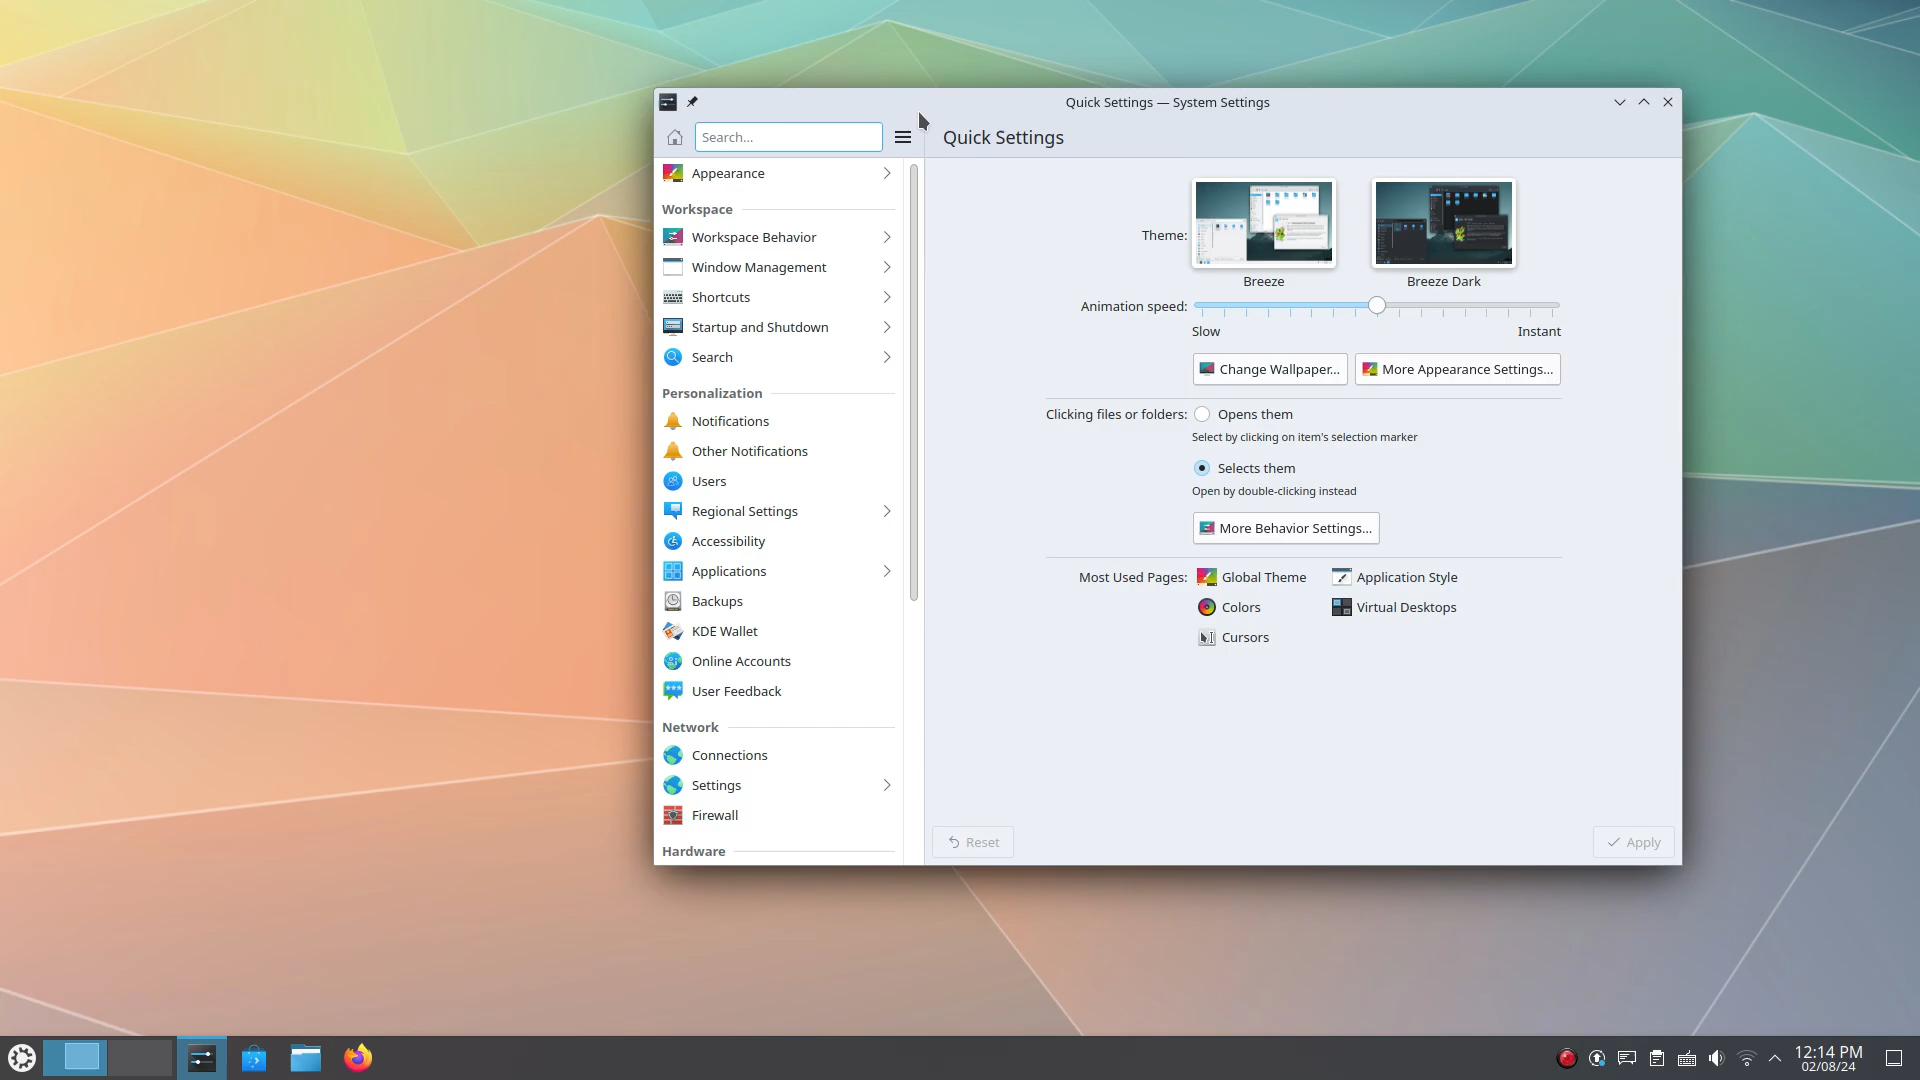 Quick Settings — System Settings
Search...
Quick Settings
Appearance
Workspace
Workspace Behavior
Window Management
Shortcuts
Startup and Shutdown
Search
Personalization
Notifications
Other Notifications
Users
Regional Settings
Accessibility
Applications
Backups
KDE Wallet
Online Accounts
User Feedback
Network
Connections
Settings
Firewall
Hardware
Theme:
Breeze
Breeze Dark
Animation speed:
Slow
Instant
Change Wallpaper...
More Appearance Settings...
Clicking files or folders:
Opens them
Select by clicking on item's selection marker
Selects them
Open by double-clicking instead
More Behavior Settings...
Most Used Pages:
Global Theme
Application Style
Colors
Virtual Desktops
Cursors
Reset
Apply
12:14 PM
02/08/24